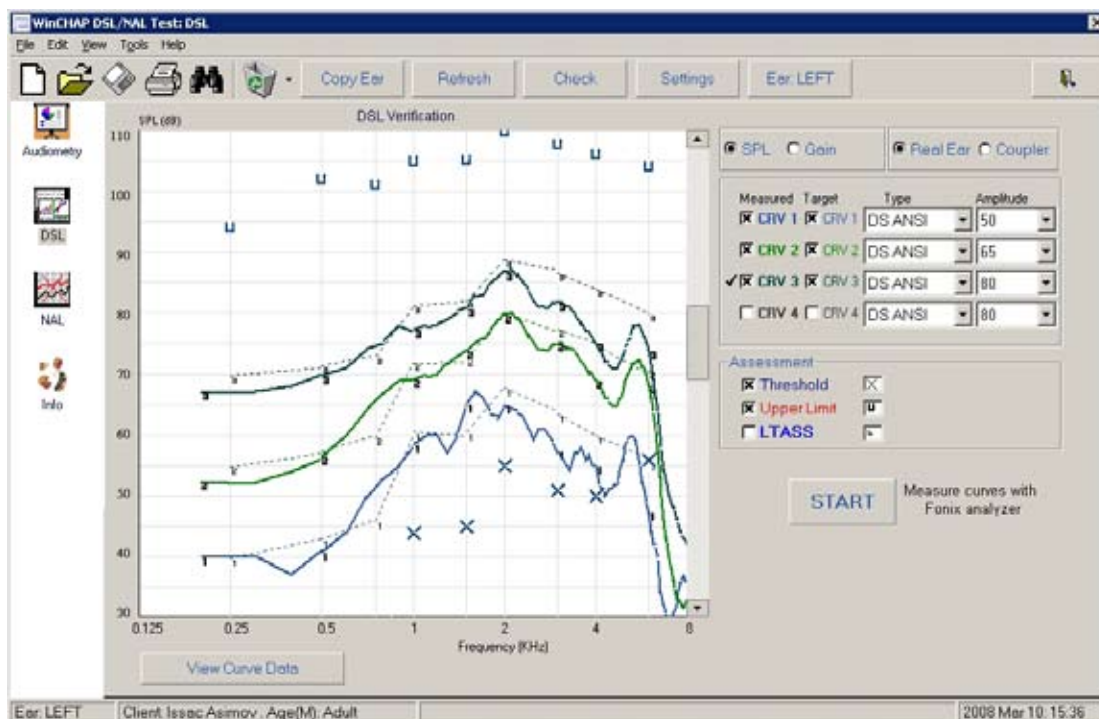 WinCHAP DSL/NAL Test: DSL
File Edit View Tools Help
Copy Ear Refresh Check Settings Ear: LEFT
Audiometry
DSL
NAL
Info
SPL (dB) DSL Verification
110
100
90
80
70
60
50
40
30
0.125 0.25 0.5 1 2 4 8
Frequency (KHz)
View Curve Data
SPL Gain Real Ear Coupler
Measured Target Type Amplitude
CRV 1 CRV 1 DS ANSI 50
CRV 2 CRV 2 DS ANSI 65
CRV 3 CRV 3 DS ANSI 80
CRV 4 CRV 4 DS ANSI 80
Assessment
Threshold
Upper Limit
LTASS
START Measure curves with
Fonix analyzer
Ear: LEFT Client: Issac Asimov , Age(M): Adult 2008 Mar 10; 15:36